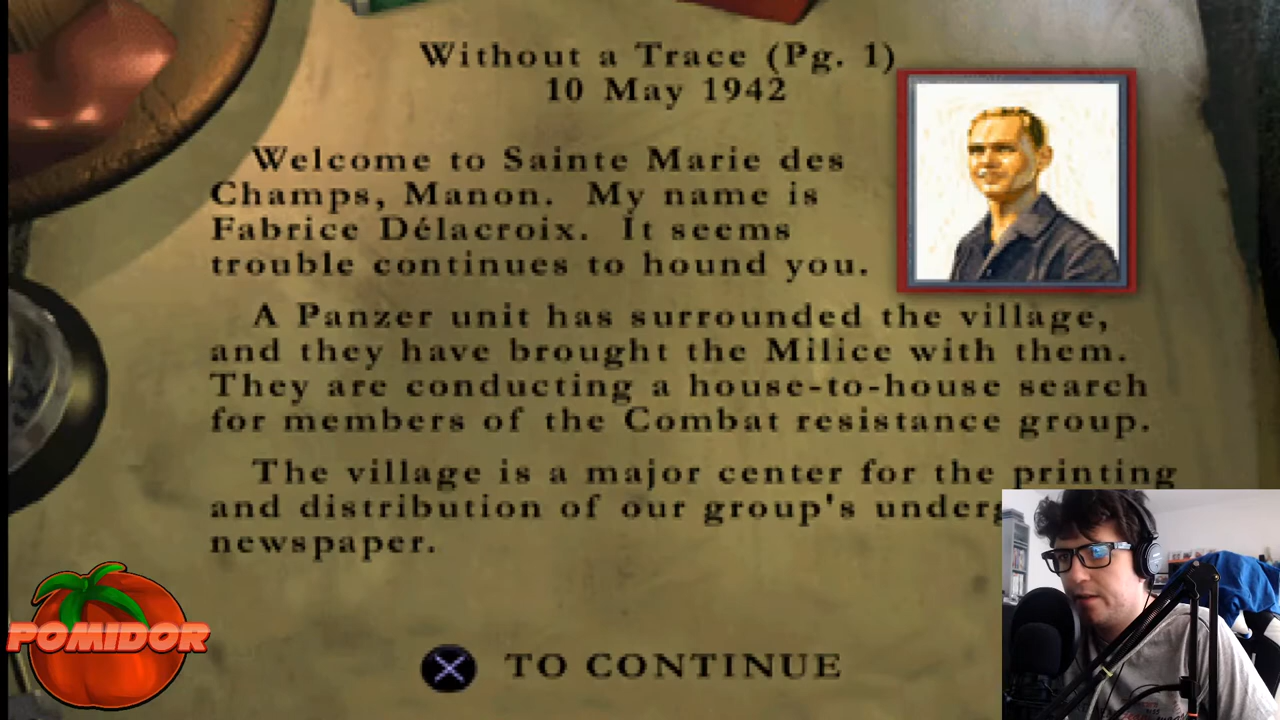 Without a Trace (Pg. 1)
10 May 1942
Welcome to Sainte Marie des
Champs, Manon. My name is
Fabrice Délacroix. It seems
trouble continues to hound you.
A Panzer unit has surrounded the village,
and they have brought the Milice with them.
They are conducting a house-to-house search
for members of the Combat resistance group.
The village is a major center for the printing
and distribution of our group's
newspaper.
TO CONTINUE
POMIDOR